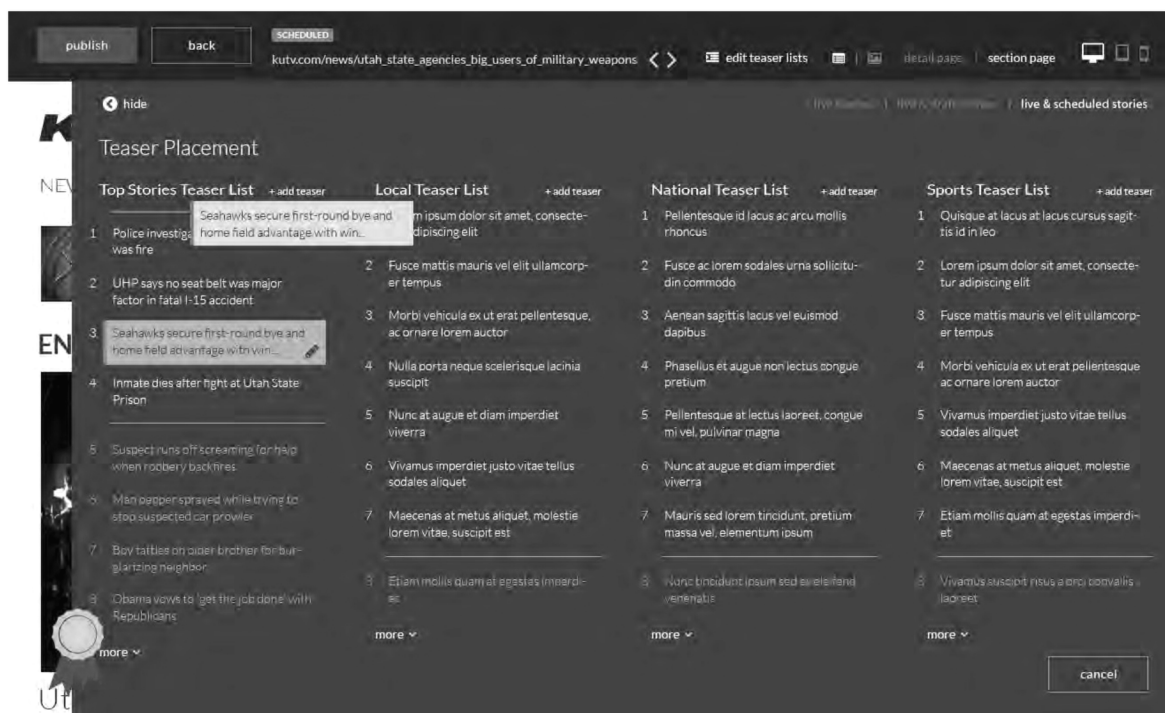 publish
back
SCHEDULED
kutv.com/news/utah_state_agencies_big_users_of_military_weapons
edit teaser lists
detail page | section page
hide
live & scheduled stories
Teaser Placement
NEV
EN
Ut
Top Stories Teaser List + add teaser
Seahawks secure first-round bye and
home field advantage with win...
1 Police investiga
was fire
2 UHP says no seat belt was major
factor in fatal I-15 accident
3 Seahawks secure first-round bye and
home field advantage with win...
4 Inmate dies after fight at Utah State
Prison
5 Suspect runs off screaming for help
when robbery backfires
6 Man pepper sprayed while trying to
stop suspected car prowler
7 Boy tattles on older brother for bur-
glarizing neighbor
8 Obama vows to 'get the job done' with
Republicans
more
Local Teaser List + add teaser
m ipsum dolor sit amet, consecte-
dipiscing elit
2 Fusce mattis mauris vel elit ullamcorp-
er tempus
3 Morbi vehicula ex ut erat pellentesque,
ac ornare lorem auctor
4 Nulla porta neque scelerisque lacinia
suscipit
5 Nunc at augue et diam imperdiet
viverra
6 Vivamus imperdiet justo vitae tellus
sodales aliquet
7 Maecenas at metus aliquet, molestie
lorem vitae, suscipit est
8 Etiam mollis quam at egestas imperdi-
ac
more
National Teaser List + add teaser
1 Pellentesque id lacus ac arcu mollis
rhoncus
2 Fusce ac lorem sodales urna sollicitu-
din commodo
3 Aenean sagittis lacus vel euismod
dapibus
4 Phasellus et augue non lectus congue
pretium
5 Pellentesque at lectus laoreet, congue
mi vel, pulvinar magna
6 Nunc at augue et diam imperdiet
viverra
7 Mauris sed lorem tincidunt, pretium
massa vel, elementum ipsum
8 Nunc tincidunt ipsum sed eleifend
venenatis
more
Sports Teaser List + add teaser
1 Quisque at lacus at lacus cursus sagit-
tis id in leo
2 Lorem ipsum dolor sit amet, consecte-
tur adipiscing elit
3 Fusce mattis mauris vel elit ullamcorp-
er tempus
4 Morbi vehicula ex ut erat pellentesque
ac ornare lorem auctor
5 Vivamus imperdiet justo vitae tellus
sodales aliquet
6 Maecenas at metus aliquet, molestie
lorem vitae, suscipit est
7 Etiam mollis quam at egestas imperdi-
et
8 Vivamus suscipit risus a orci convallis
laoreet
more
cancel